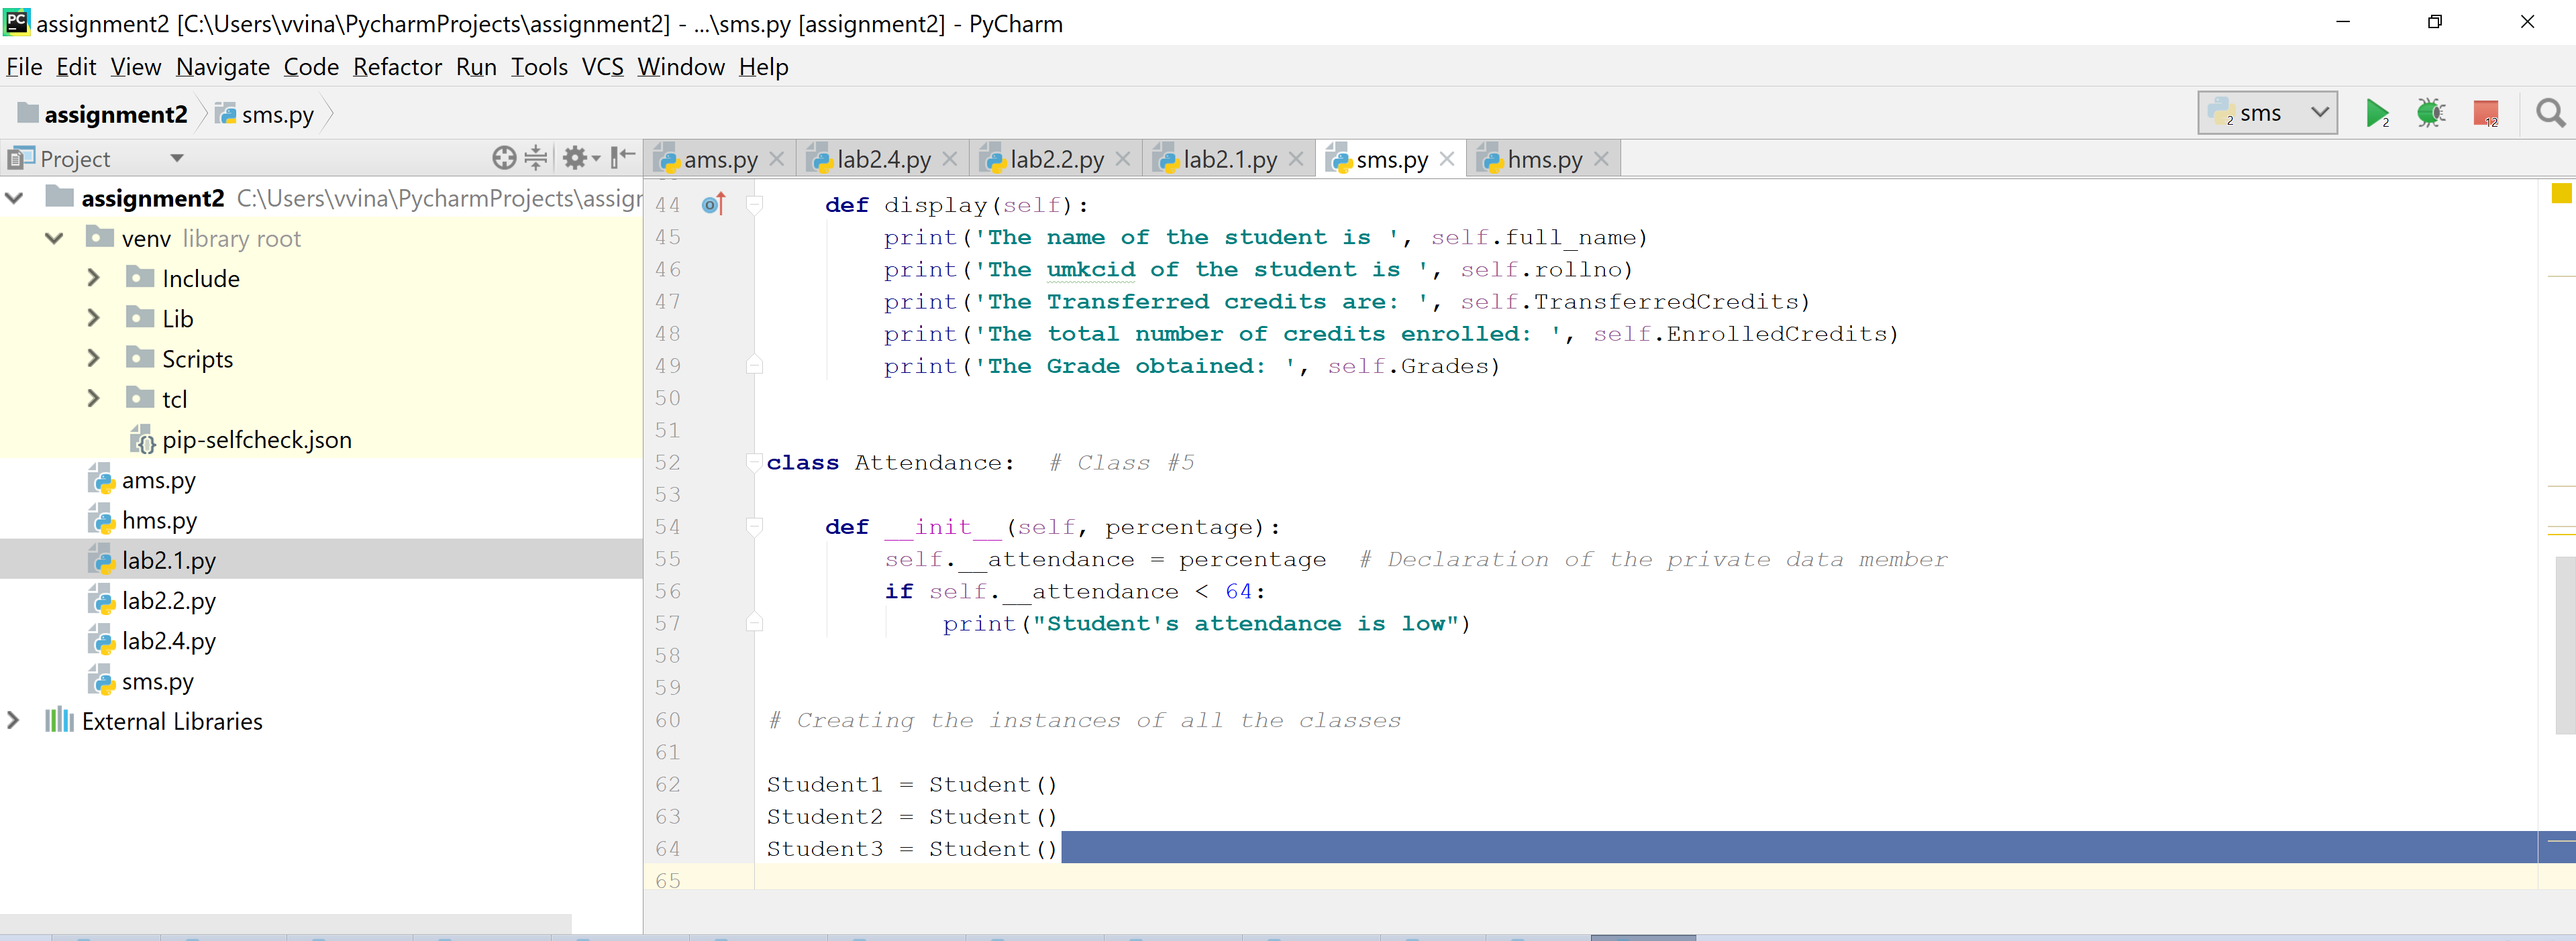 PC assignment2 [C:\Users\vvina\PycharmProjects\assignment2] - ...\sms.py [assignment2] - PyCharm
File Edit View Navigate Code Refactor Run Tools VCS Window Help
assignment2 sms.py
2 sms 2 12
Project
ams.py lab2.4.py lab2.2.py lab2.1.py sms.py hms.py
assignment2 C:\Users\vvina\PycharmProjects\assigr
venv library root
Include
Lib
Scripts
tcl
pip-selfcheck.json
ams.py
hms.py
lab2.1.py
lab2.2.py
lab2.4.py
sms.py
External Libraries
44 def display(self):
45 print('The name of the student is ', self.full_name)
46 print('The umkcid of the student is ', self.rollno)
47 print('The Transferred credits are: ', self.TransferredCredits)
48 print('The total number of credits enrolled: ', self.EnrolledCredits)
49 print('The Grade obtained: ', self.Grades)
50
51
52 class Attendance:  # Class #5
53
54 def __init__(self, percentage):
55 self.__attendance = percentage  # Declaration of the private data member
56 if self.__attendance < 64:
57 print("Student's attendance is low")
58
59
60 # Creating the instances of all the classes
61
62 Student1 = Student()
63 Student2 = Student()
64 Student3 = Student()
65